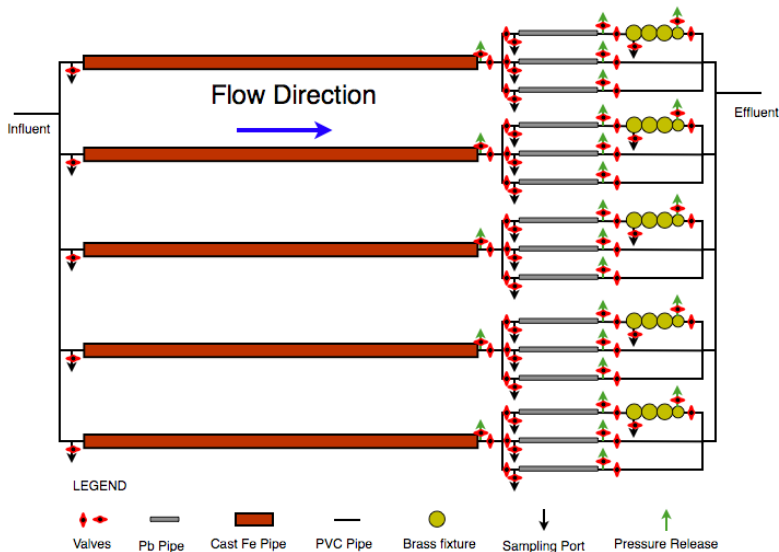 Flow Direction
Influent
Effluent
LEGEND
Valves
Pb Pipe
Cast Fe Pipe
PVC Pipe
Brass fixture
Sampling Port
Pressure Release